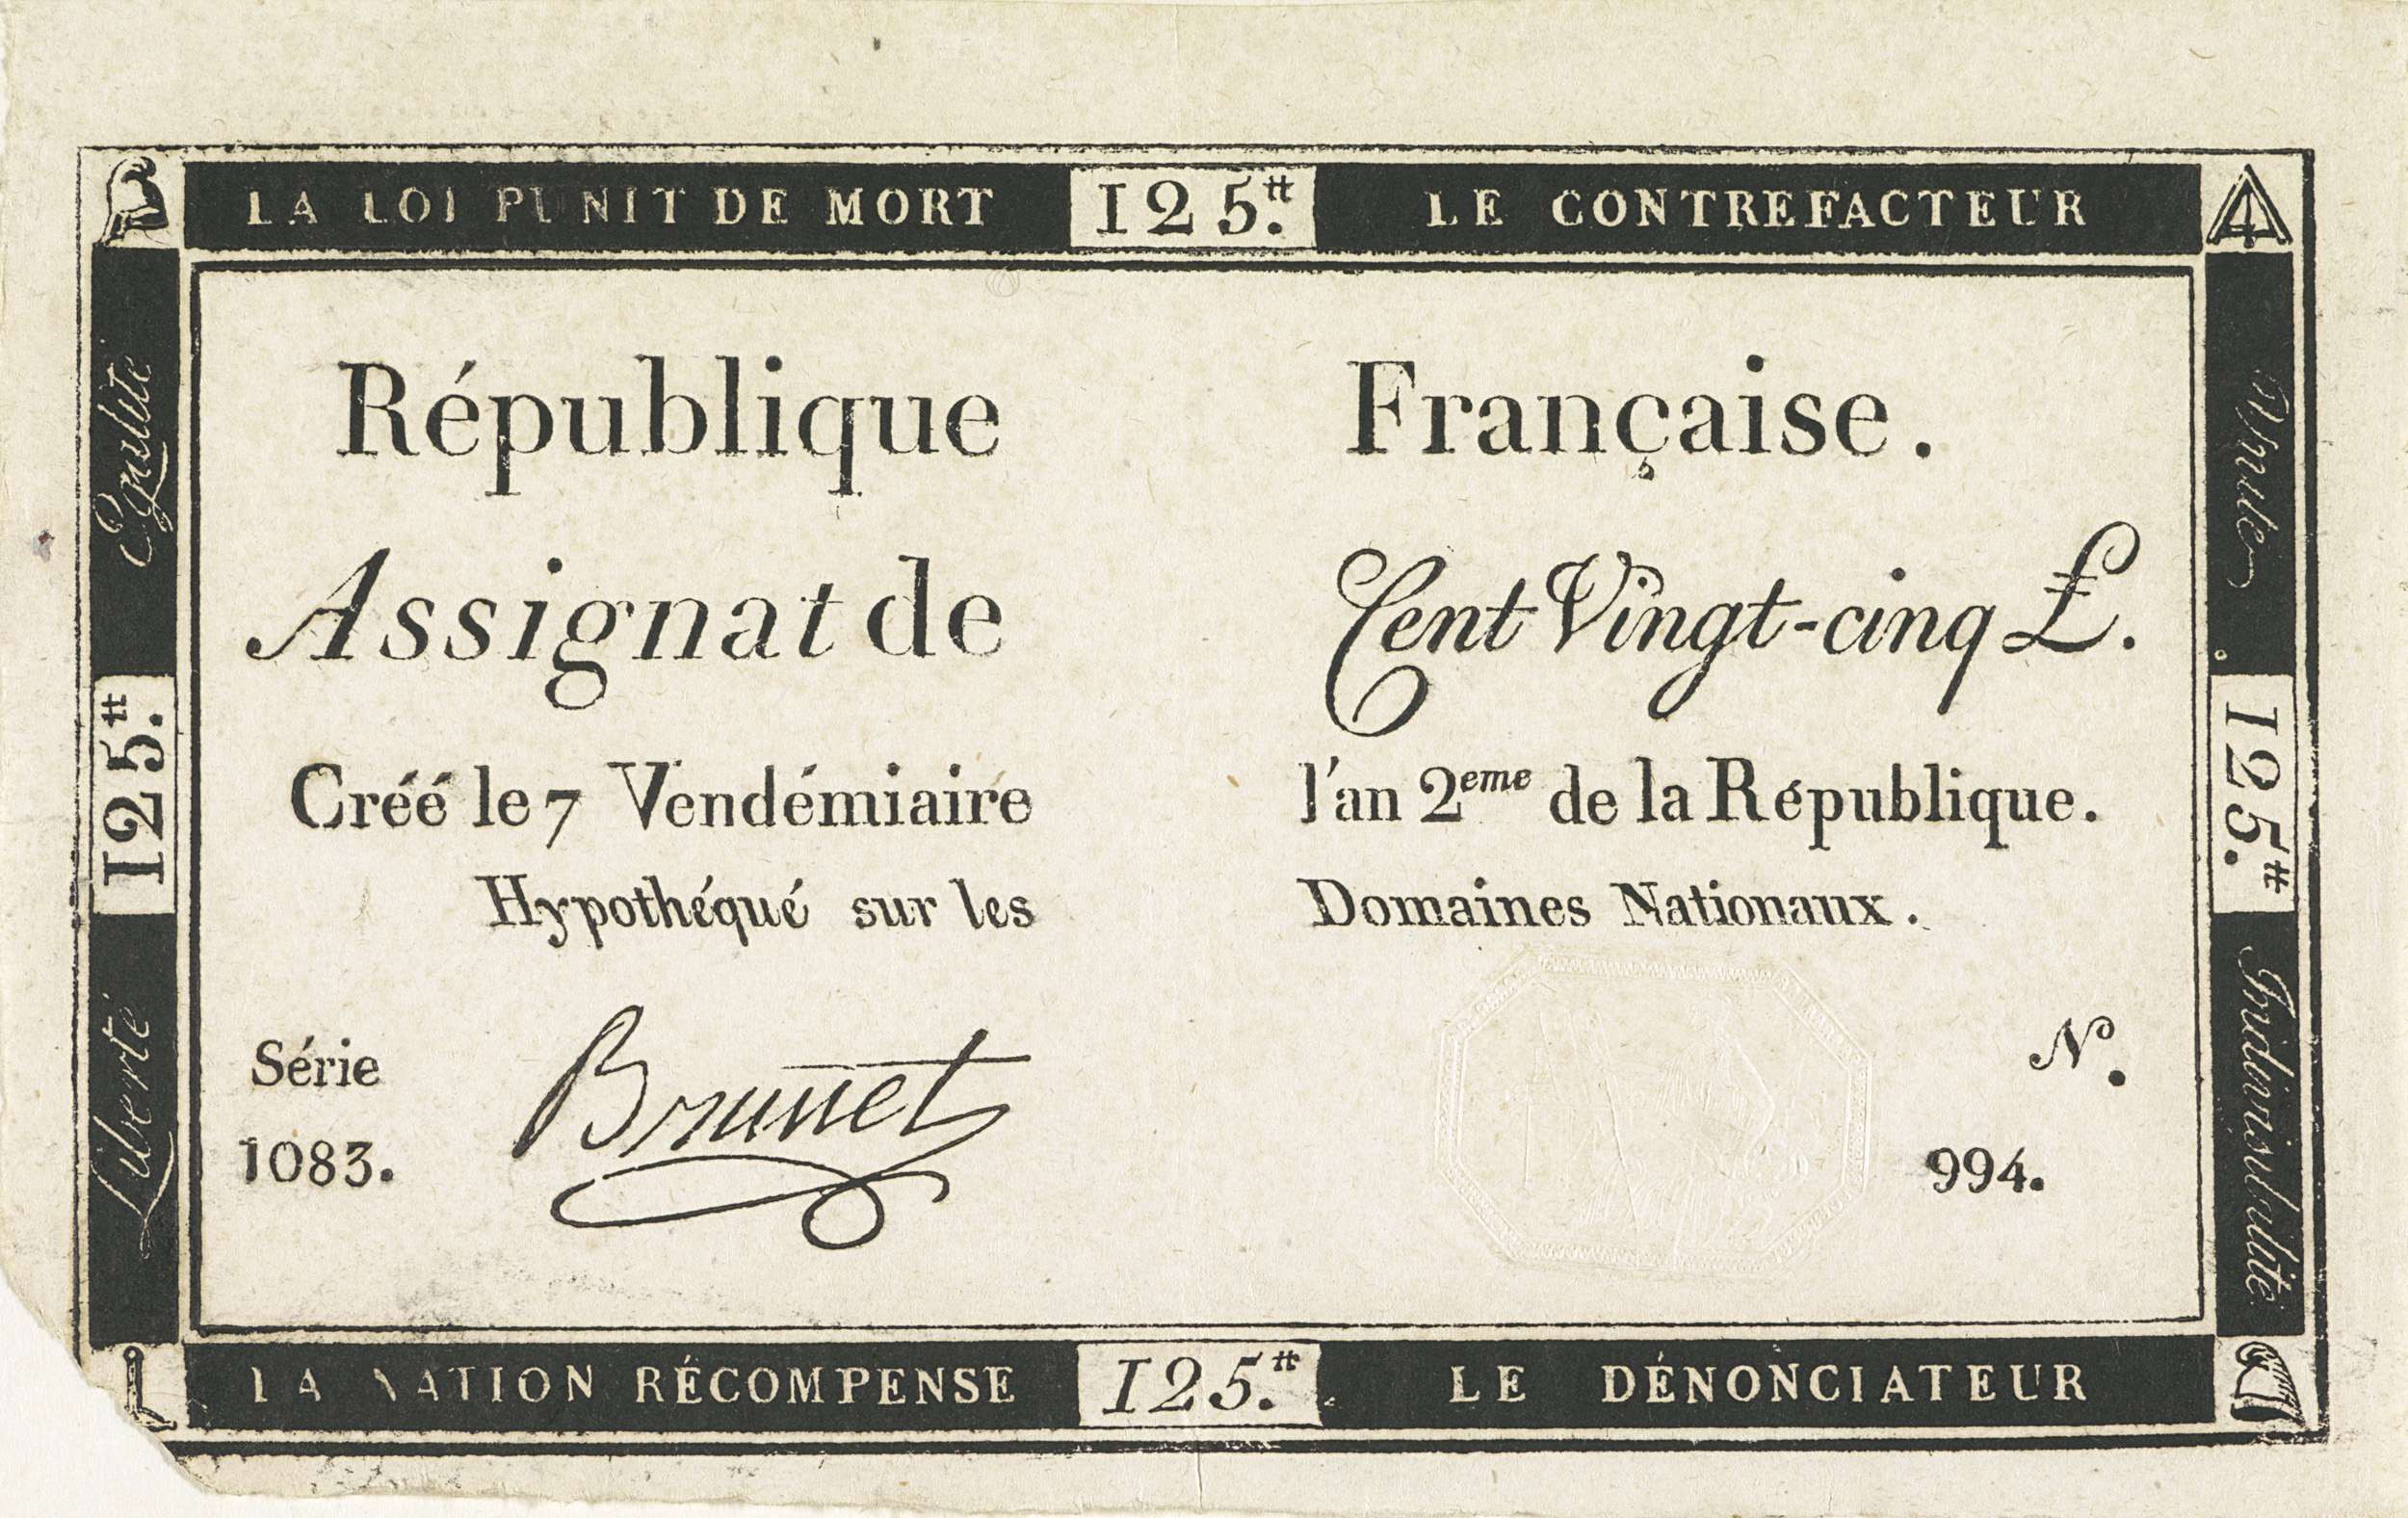 LA LOI PUNIT DE MORT 125.ᵗᵗ LE CONTREFACTEUR
République Française.
Assignat de Cent Vingt-cinq £.
Créé le 7 Vendémiaire l'an 2eme de la République.
Hypothéqué sur les Domaines Nationaux.
Série
1083.
Brunet
N.
994.
Liberté 125.ᵗᵗ Egalité
Unité. 125.ᵗᵗ Indivisibilité
LA NATION RÉCOMPENSE 125.ᵗᵗ LE DÉNONCIATEUR